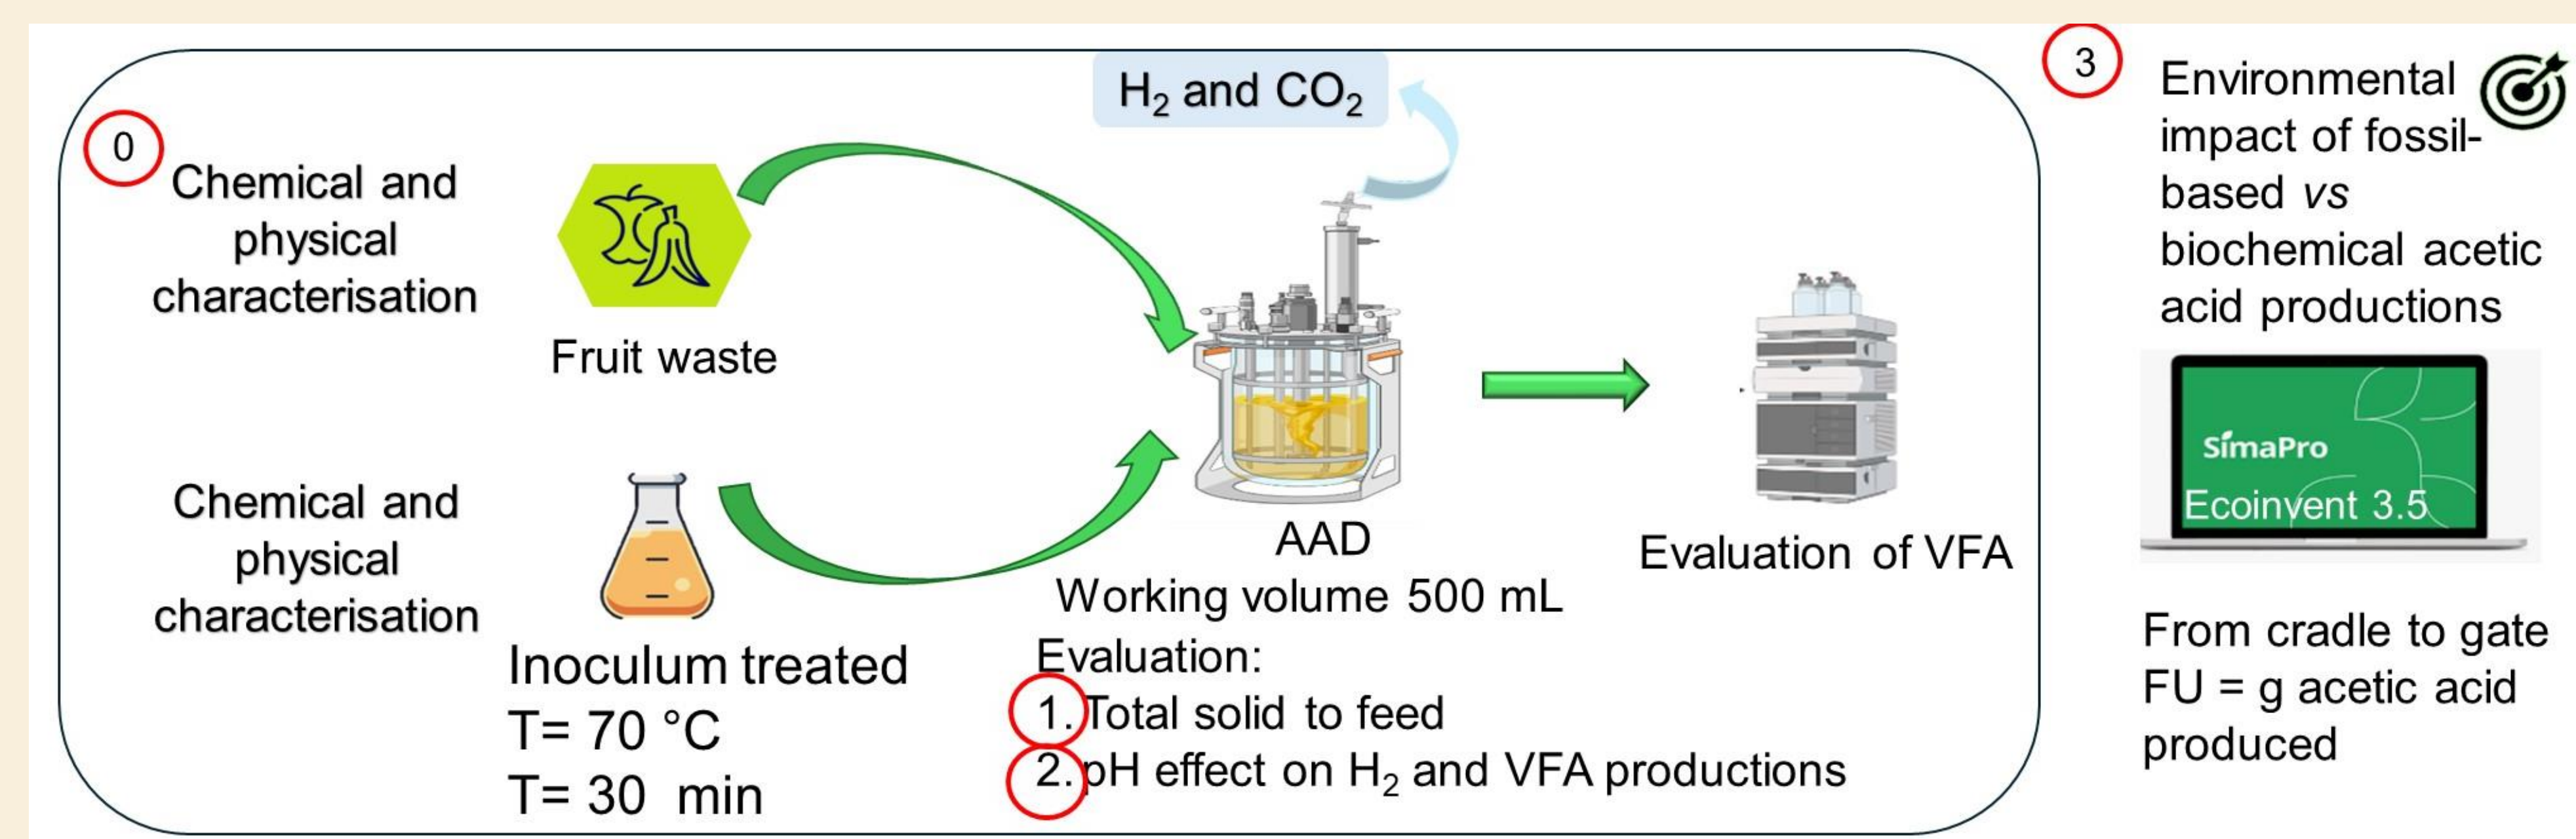 0
Chemical and
physical
characterisation
Fruit waste
Chemical and
physical
characterisation
Inoculum treated
T= 70 °C
T= 30 min
H₂ and CO₂
AAD
Working volume 500 mL
Evaluation:
1. Total solid to feed
2. pH effect on H₂ and VFA productions
Evaluation of VFA
3
Environmental
impact of fossil-
based vs
biochemical acetic
acid productions
SimaPro
Ecoinvent 3.5
From cradle to gate
FU = g acetic acid
produced